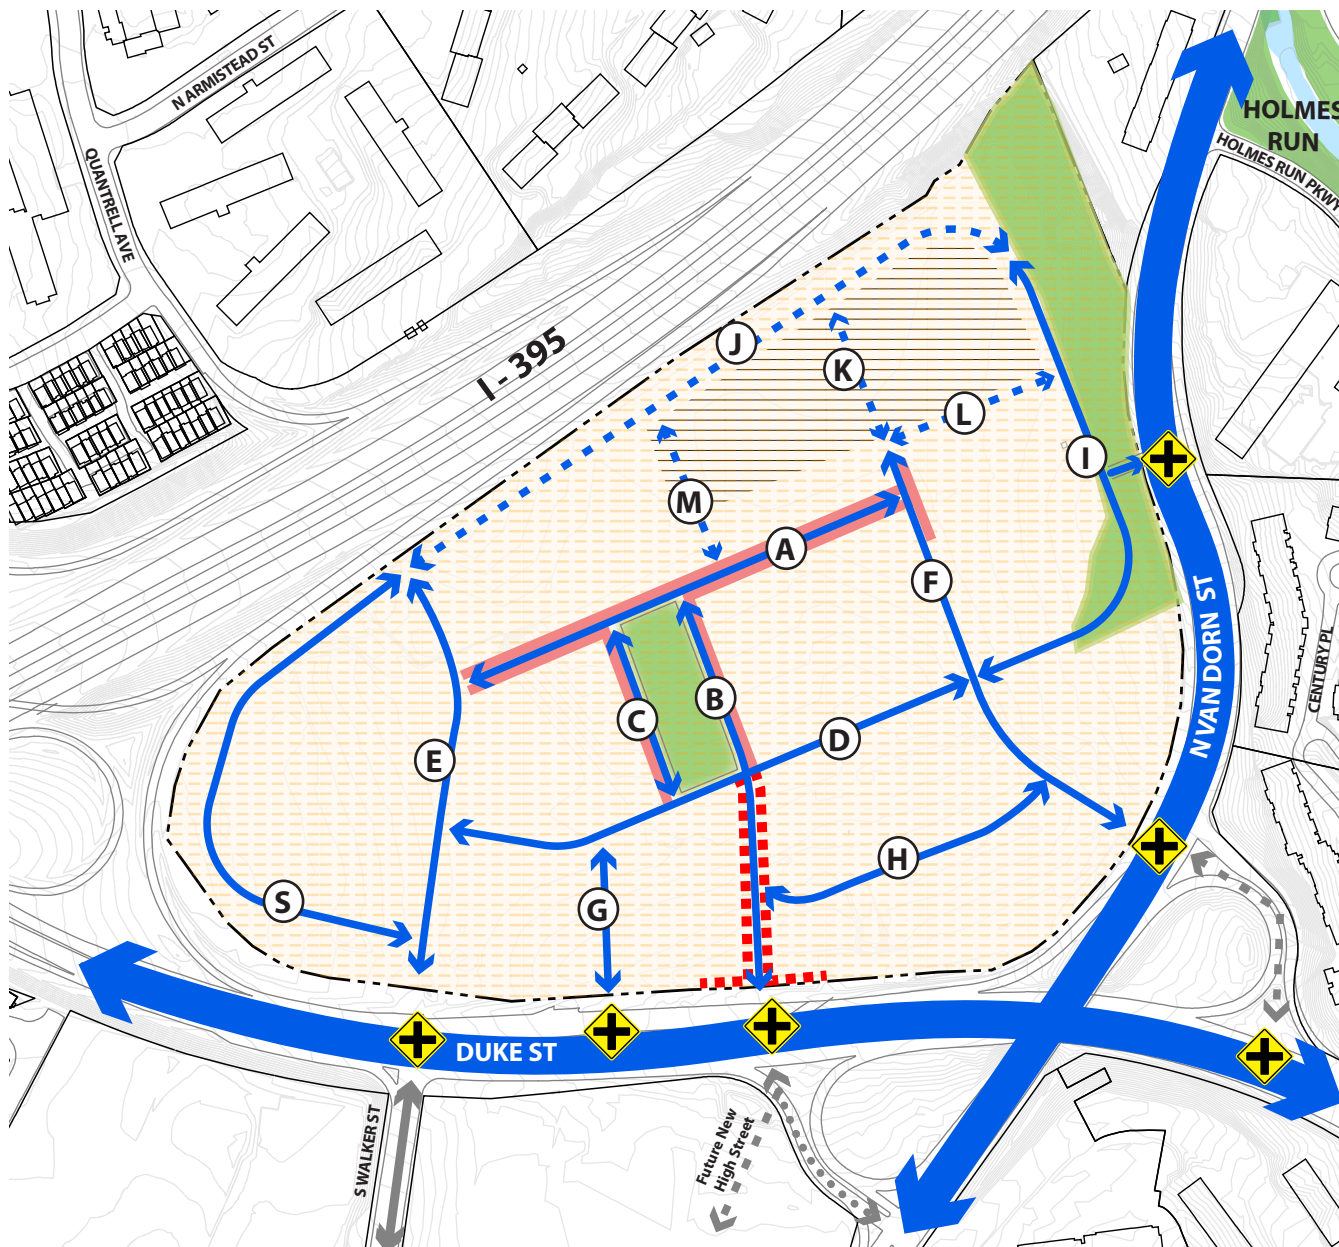 N ARMISTEAD ST
QUANTRELL AVE
HOLMES
RUN
HOLMES RUN PKWY
I - 395
J
K
L
I
M
A
F
B
C
D
E
H
S
G
N VAN DORN ST
CENTURY PL
DUKE ST
S WALKER ST
Future New
High Street